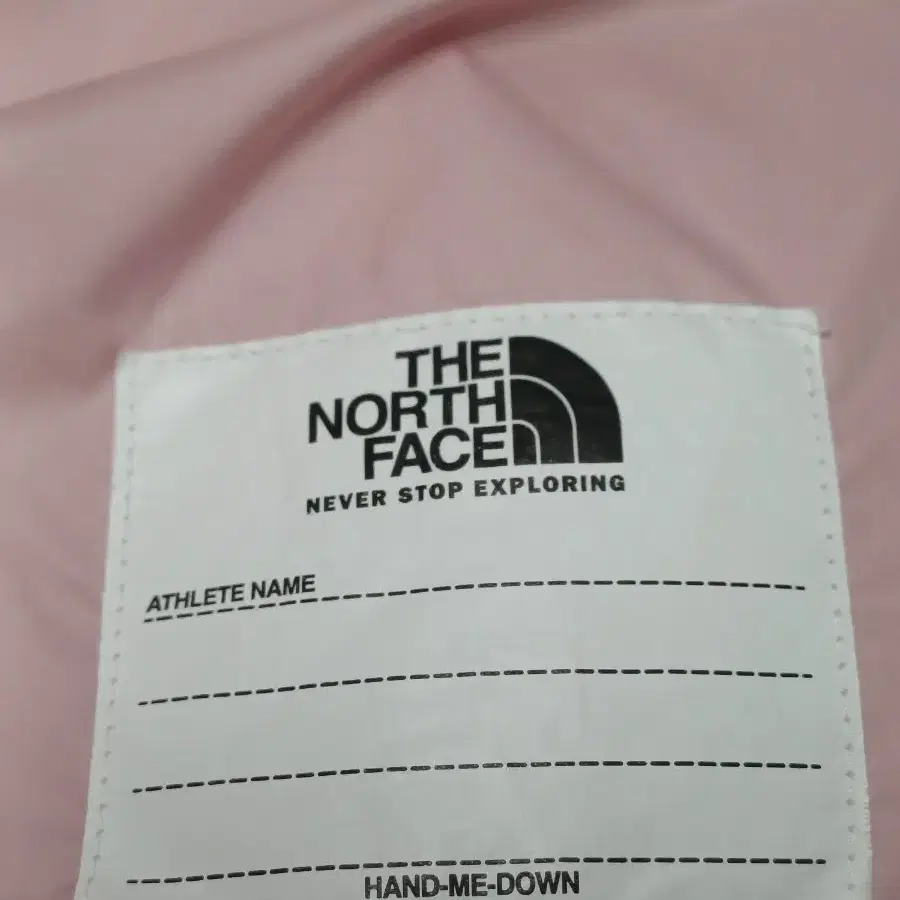 THE
NORTH
FACE
NEVER STOP EXPLORING
ATHLETE NAME
HAND-ME-DOWN